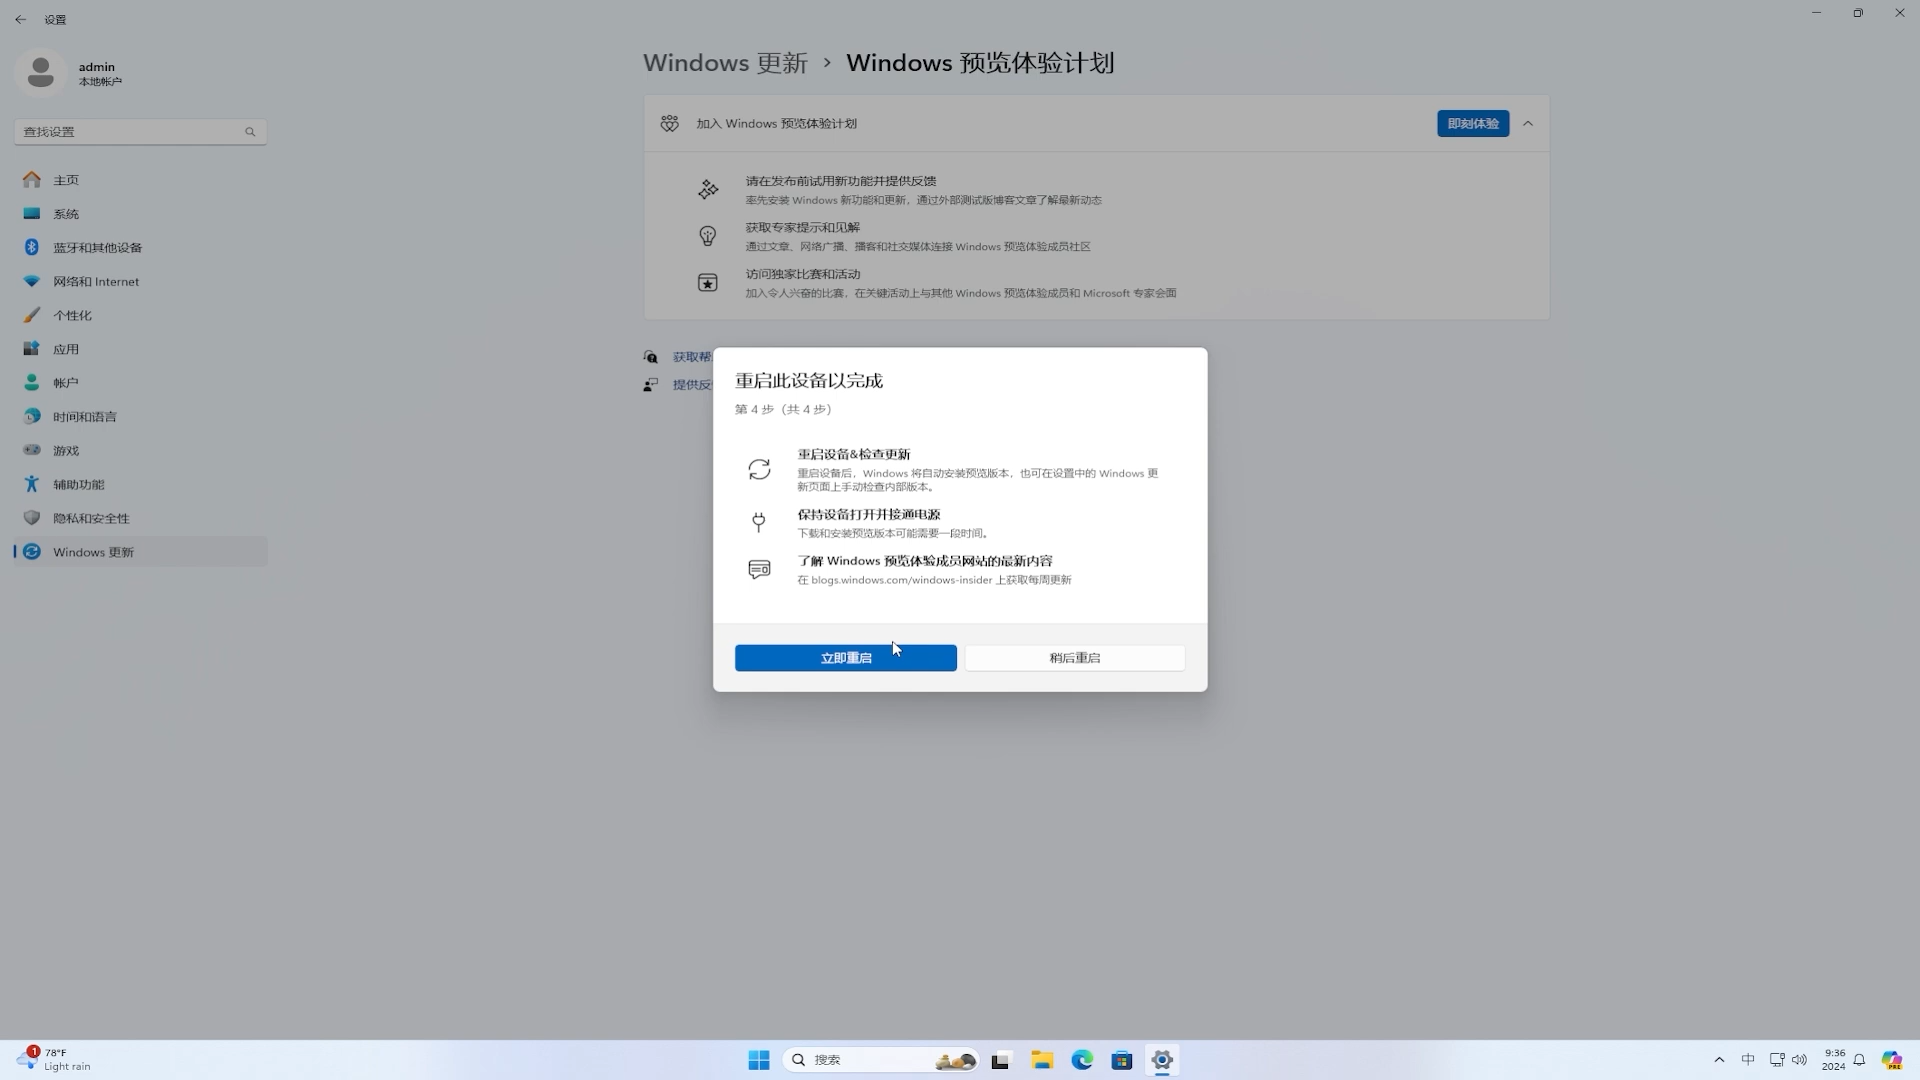 设置
admin
本地帐户
查找设置
主页
系统
蓝牙和其他设备
网络和 Internet
个性化
应用
帐户
时间和语言
游戏
辅助功能
隐私和安全性
Windows 更新
Windows 更新 › Windows 预览体验计划
加入 Windows 预览体验计划
即刻体验
请在发布前试用新功能并提供反馈
率先安装 Windows 新功能和更新，通过外部测试版博客文章了解最新动态
获取专家提示和见解
通过文章、网络广播、播客和社交媒体连接 Windows 预览体验成员社区
访问独家比赛和活动
加入令人兴奋的比赛，在关键活动上与其他 Windows 预览体验成员和 Microsoft 专家会面
获取帮
提供反
重启此设备以完成
第 4 步（共 4 步）
重启设备&检查更新
重启设备后，Windows 将自动安装预览版本，也可在设置中的 Windows 更
新页面上手动检查内部版本。
保持设备打开并接通电源
下载和安装预览版本可能需要一段时间。
了解 Windows 预览体验成员网站的最新内容
在 blogs.windows.com/windows-insider 上获取每周更新
立即重启
稍后重启
1
78°F
Light rain
搜索
中
9:36
2024
PRE